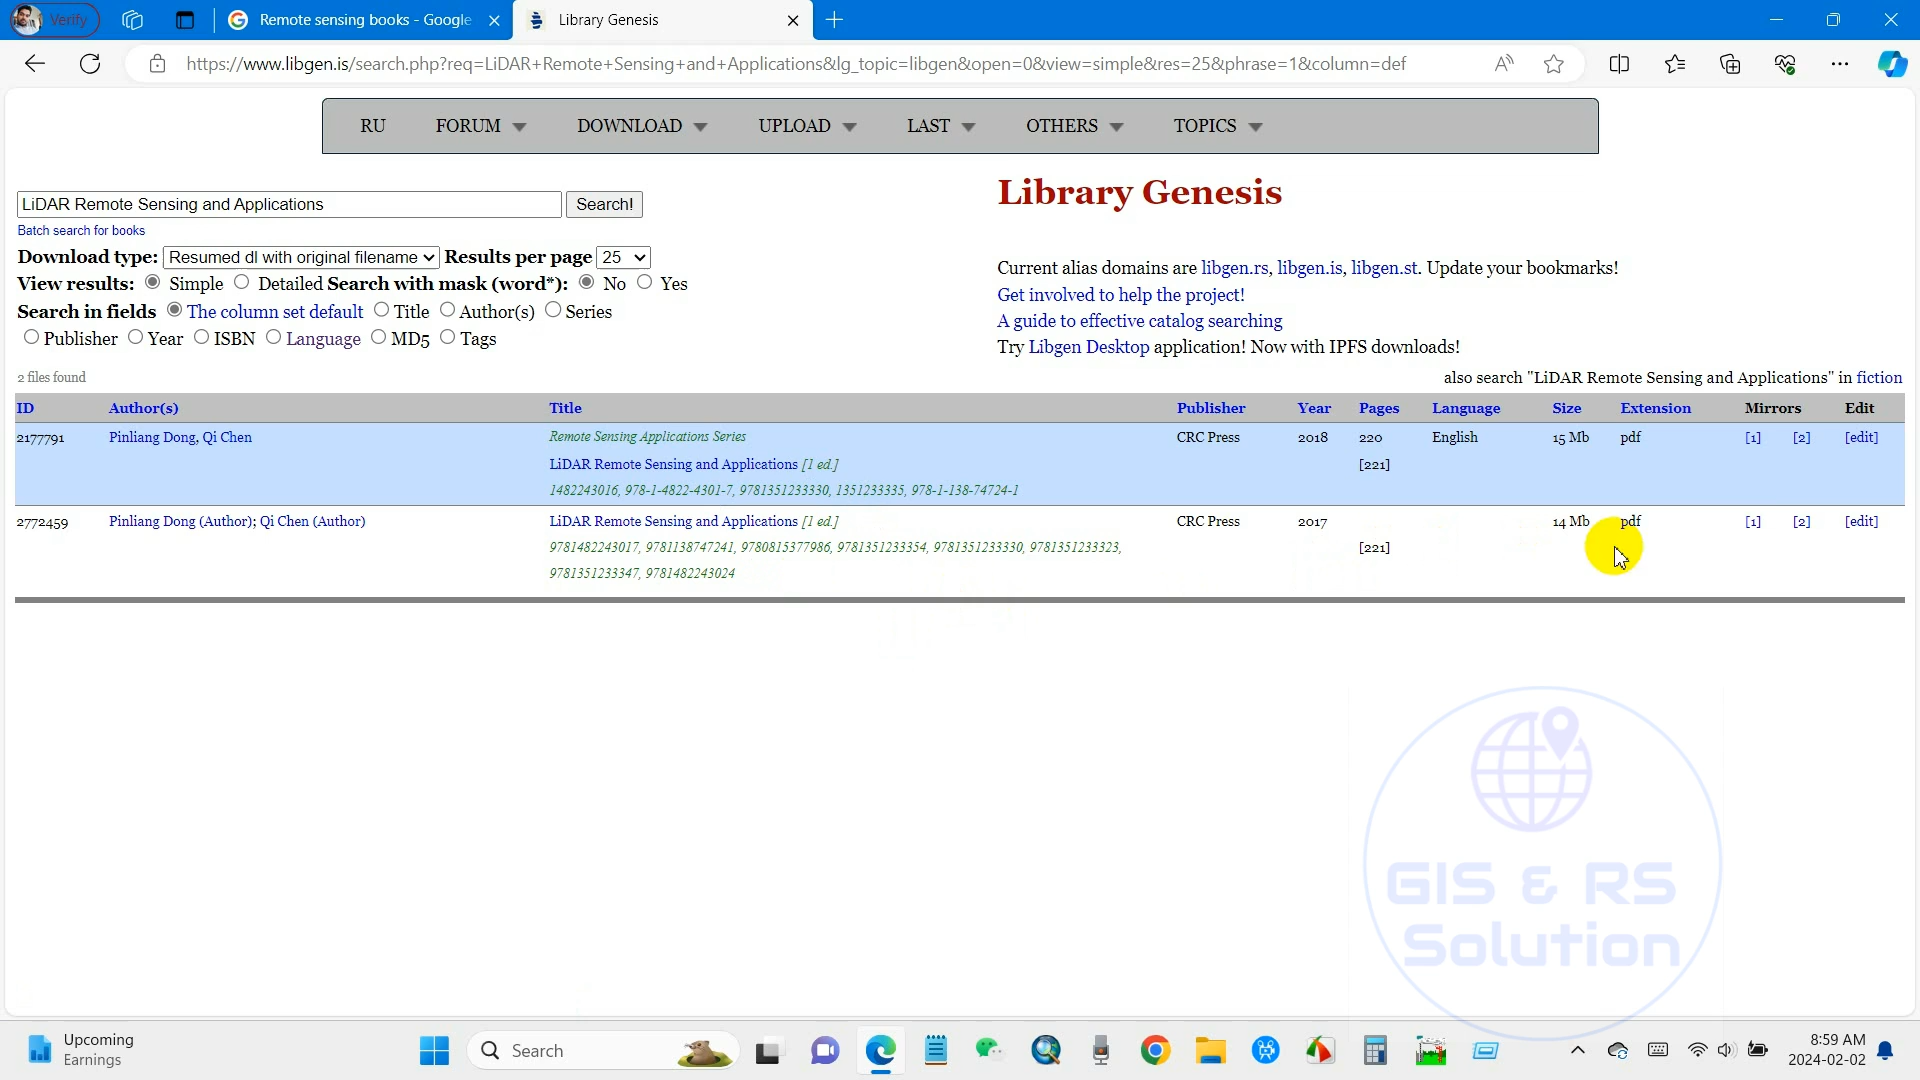 Verify
Remote sensing books - Google
Library Genesis
https://www.libgen.is/search.php?req=LiDAR+Remote+Sensing+and+Applications&lg_topic=libgen&open=0&view=simple&res=25&phrase=1&column=def
RU FORUM DOWNLOAD UPLOAD LAST OTHERS TOPICS
Library Genesis
LiDAR Remote Sensing and Applications Search!
Batch search for books
Download type: Resumed dl with original filename Results per page 25
View results: Simple Detailed Search with mask (word*): No Yes
Search in fields The column set default Title Author(s) Series
Publisher Year ISBN Language MD5 Tags
Current alias domains are libgen.rs, libgen.is, libgen.st. Update your bookmarks!
Get involved to help the project!
A guide to effective catalog searching
Try Libgen Desktop application! Now with IPFS downloads!
2 files found
also search "LiDAR Remote Sensing and Applications" in fiction
ID Author(s) Title Publisher Year Pages Language Size Extension Mirrors Edit
2177791 Pinliang Dong, Qi Chen Remote Sensing Applications Series CRC Press 2018 220 English 15 Mb pdf [1] [2] [edit]
LiDAR Remote Sensing and Applications [1 ed.] [221]
1482243016, 978-1-4822-4301-7, 9781351233330, 1351233335, 978-1-138-74724-1
2772459 Pinliang Dong (Author); Qi Chen (Author) LiDAR Remote Sensing and Applications [1 ed.] CRC Press 2017 14 Mb pdf [1] [2] [edit]
9781482243017, 9781138747241, 9780815377986, 9781351233354, 9781351233330, 9781351233323, [221]
9781351233347, 9781482243024
GIS & RS
Solution
Upcoming
Earnings
Search
8:59 AM
2024-02-02